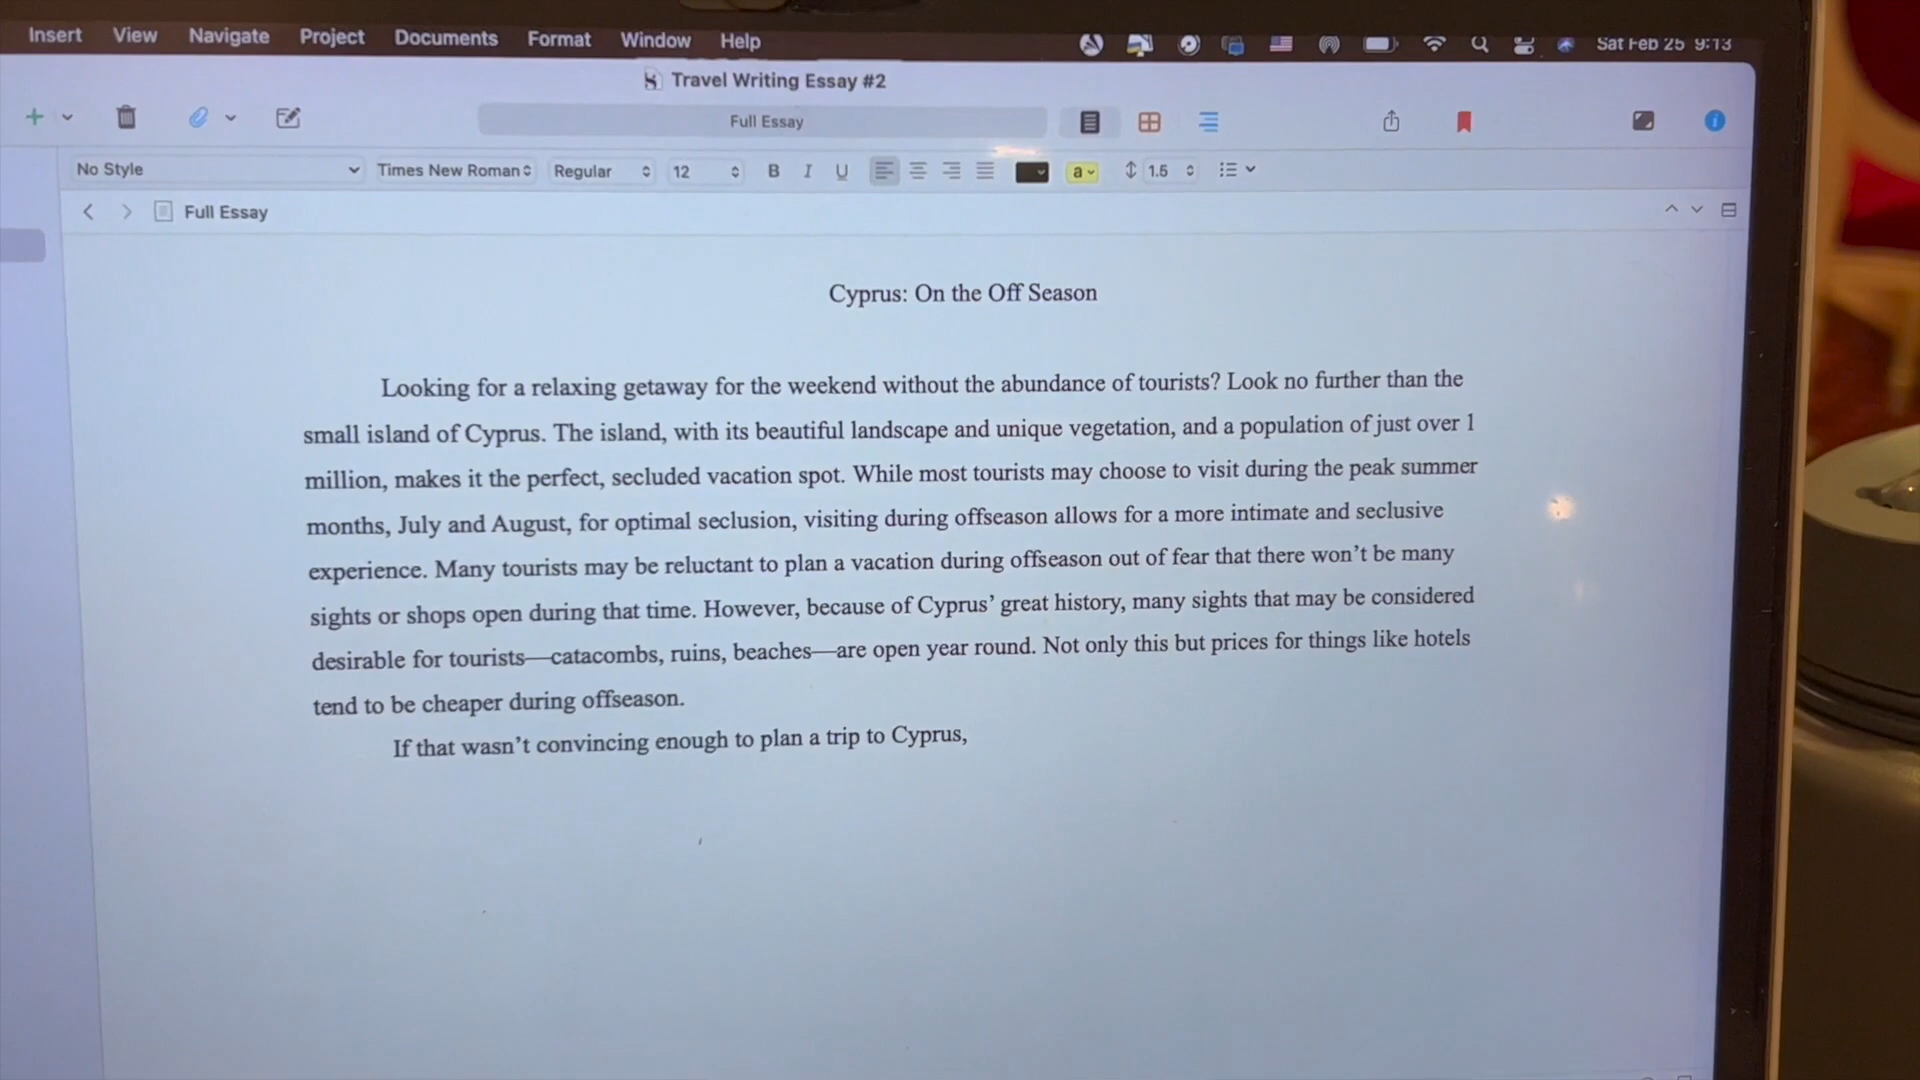 Insert View Navigate Project Documents Format Window Help Sat Feb 25 9:13
Travel Writing Essay #2
Full Essay
No Style Times New Roman Regular 12 B I U a 1.5
Full Essay
Cyprus: On the Off Season
Looking for a relaxing getaway for the weekend without the abundance of tourists? Look no further than the
small island of Cyprus. The island, with its beautiful landscape and unique vegetation, and a population of just over 1
million, makes it the perfect, secluded vacation spot. While most tourists may choose to visit during the peak summer
months, July and August, for optimal seclusion, visiting during offseason allows for a more intimate and seclusive
experience. Many tourists may be reluctant to plan a vacation during offseason out of fear that there won’t be many
sights or shops open during that time. However, because of Cyprus’ great history, many sights that may be considered
desirable for tourists—catacombs, ruins, beaches—are open year round. Not only this but prices for things like hotels
tend to be cheaper during offseason.
If that wasn’t convincing enough to plan a trip to Cyprus,